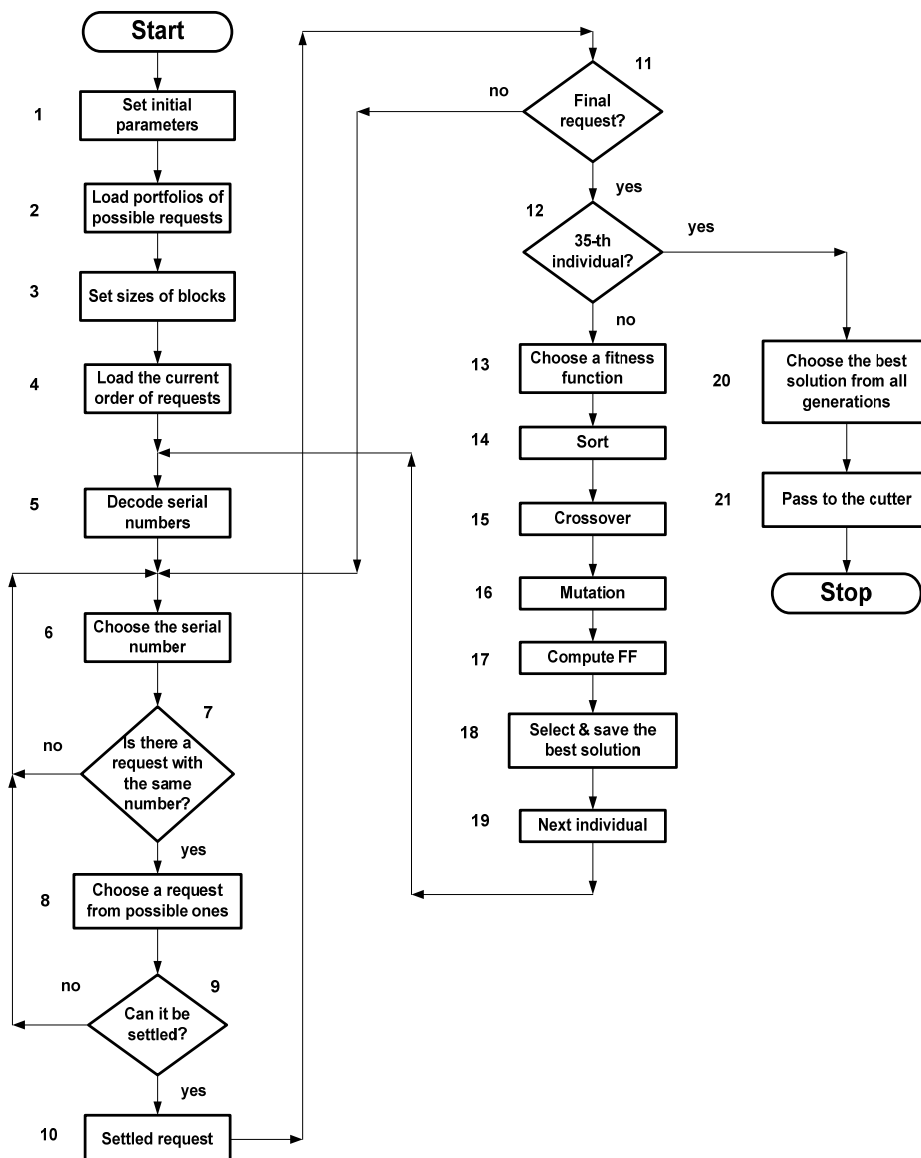 Start
1
Set initial
parameters
2
Load portfolios of
possible requests
3
Set sizes of blocks
4
Load the current
order of requests
5
Decode serial
numbers
6
Choose the serial
number
7
no
Is there a
request with
the same
number?
yes
8
Choose a request
from possible ones
no
9
Can it be
settled?
yes
10
Settled request
11
no
Final
request?
yes
12
yes
35-th
individual?
no
13
Choose a fitness
function
14
Sort
15
Crossover
16
Mutation
17
Compute FF
18
Select & save the
best solution
19
Next individual
20
Choose the best
solution from all
generations
21
Pass to the cutter
Stop